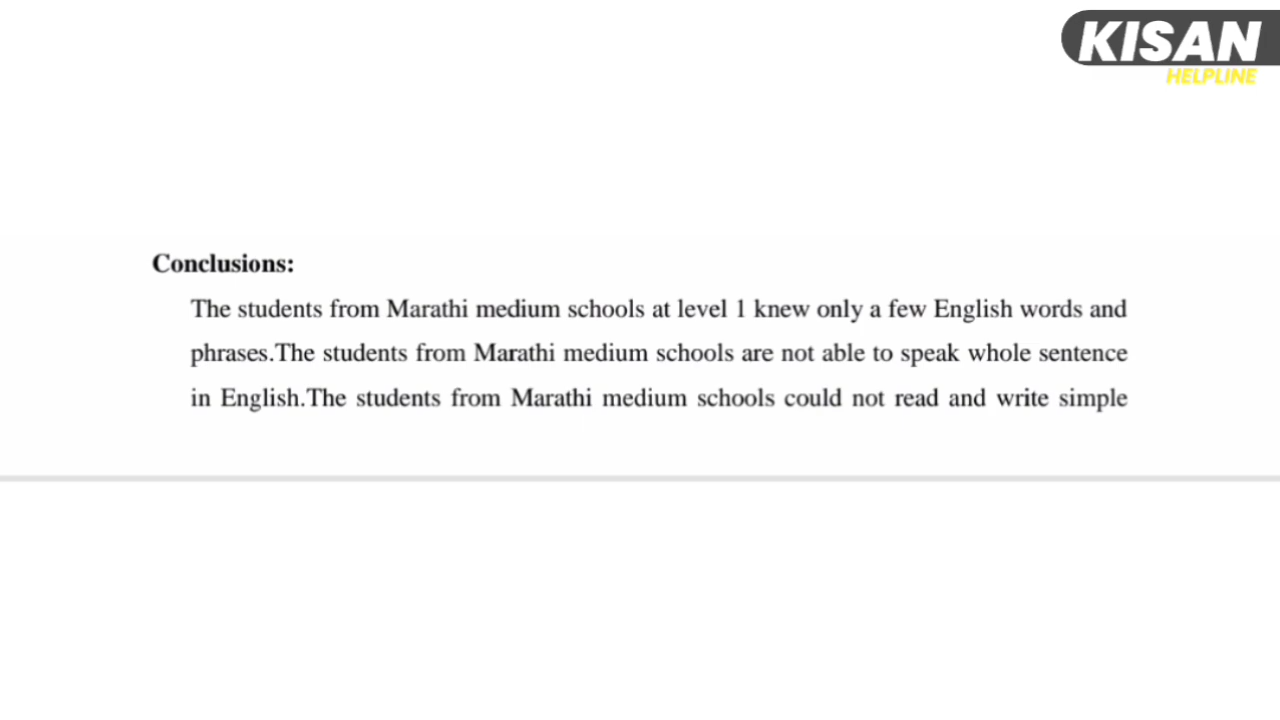 KISAN
HELPLINE
Conclusions:
The students from Marathi medium schools at level 1 knew only a few English words and
phrases.The students from Marathi medium schools are not able to speak whole sentence
in English.The students from Marathi medium schools could not read and write simple